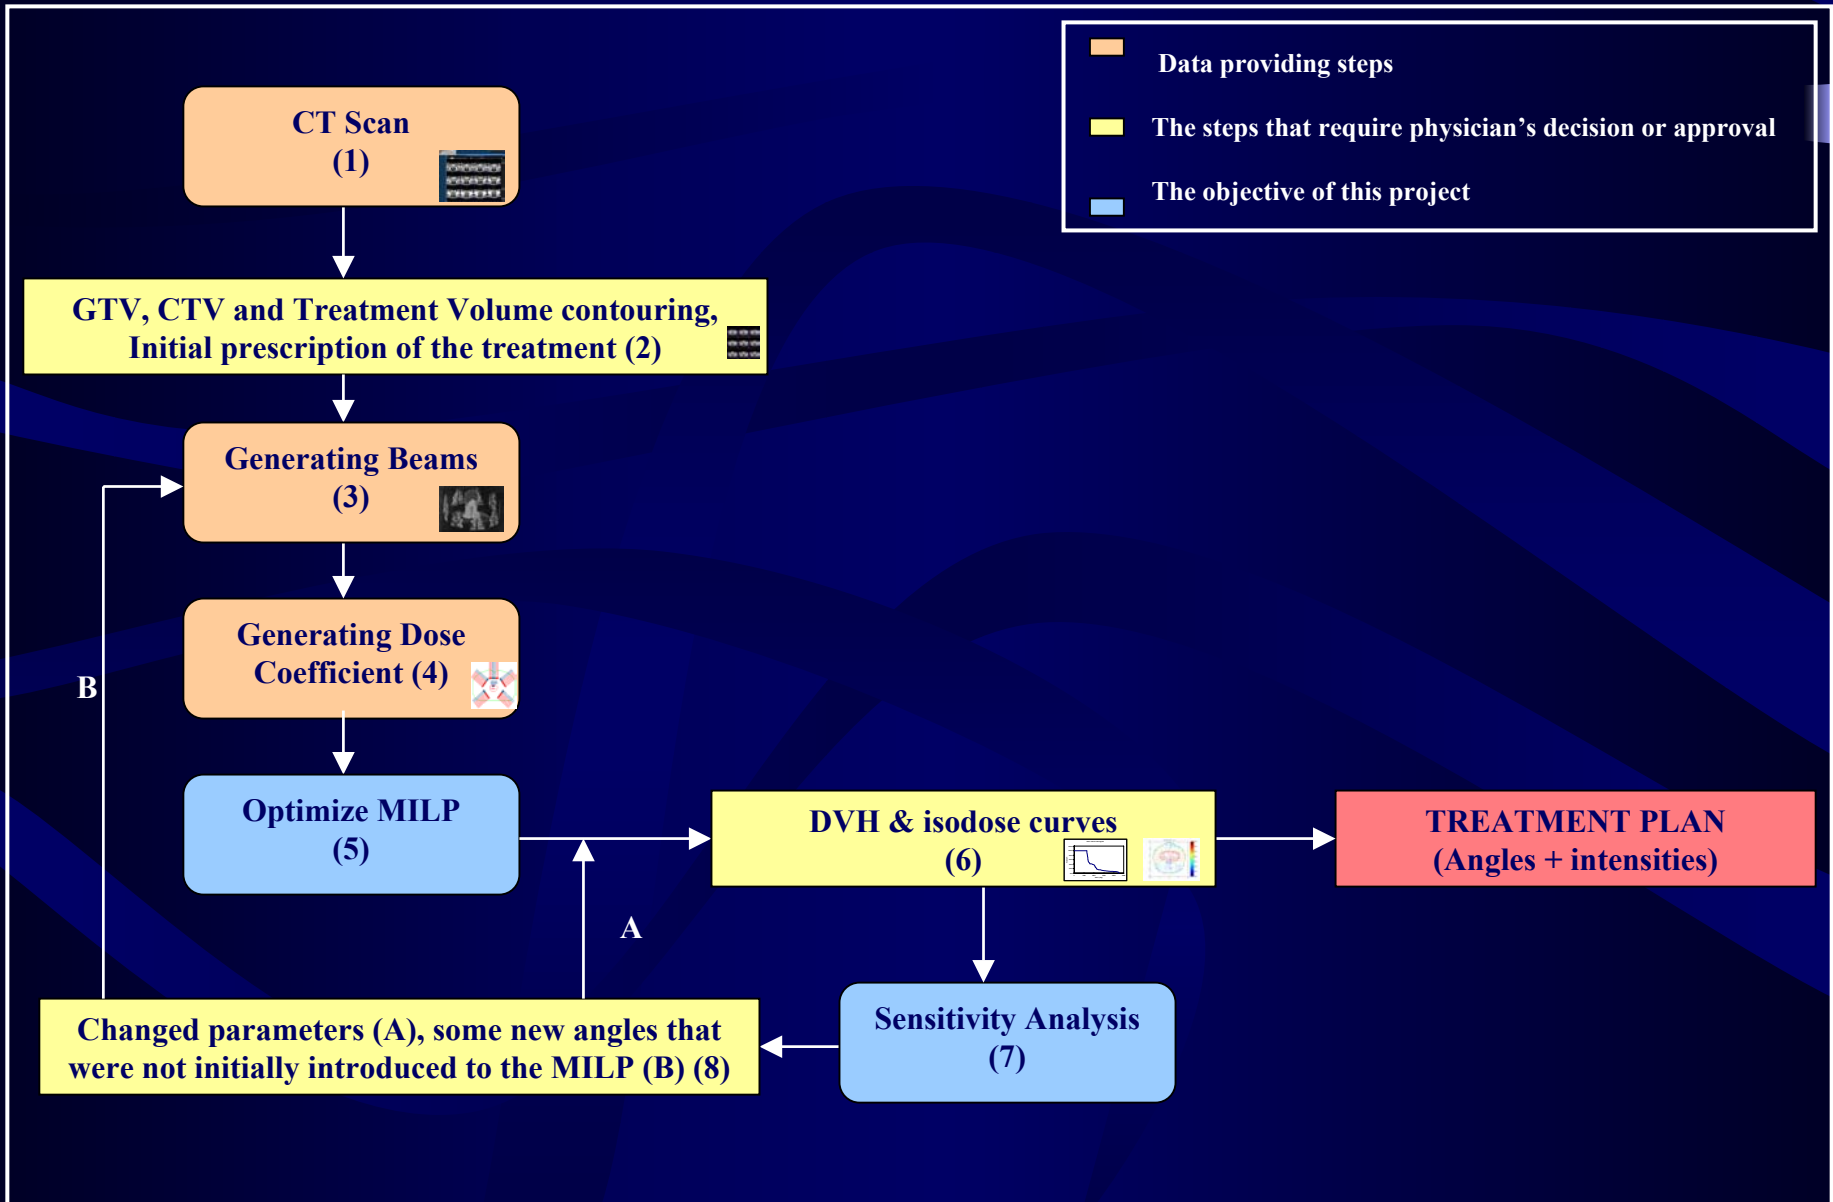 Data providing steps
The steps that require physician’s decision or approval
The objective of this project
CT Scan
(1)
GTV, CTV and Treatment Volume contouring,
Initial prescription of the treatment (2)
Generating Beams
(3)
Generating Dose
Coefficient (4)
B
Optimize MILP
(5)
DVH & isodose curves
(6)
TREATMENT PLAN
(Angles + intensities)
A
Sensitivity Analysis
(7)
Changed parameters (A), some new angles that
were not initially introduced to the MILP (B) (8)